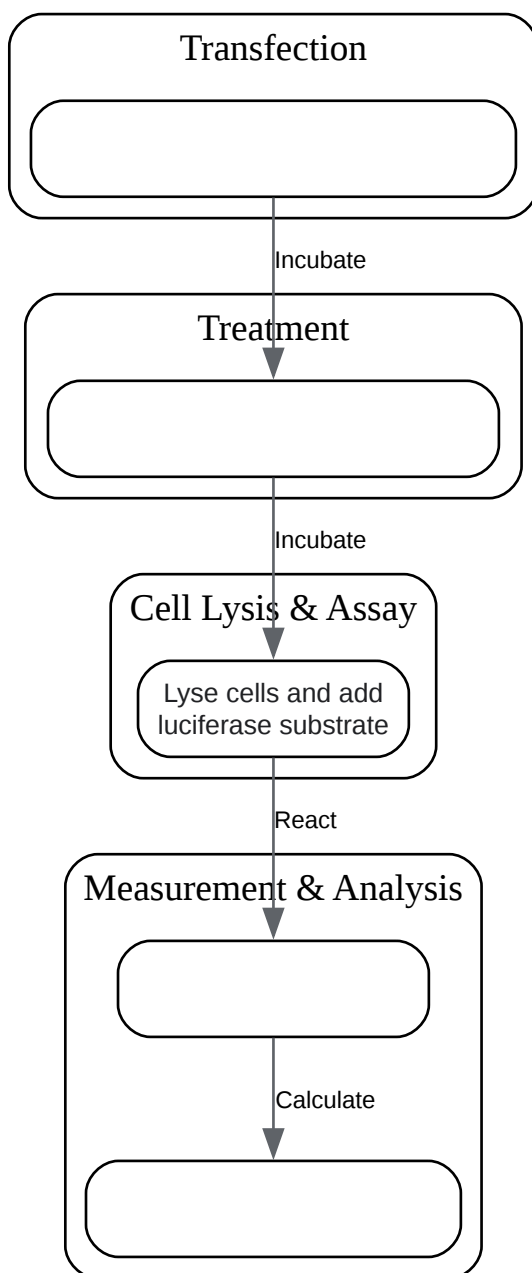 Transfection
Incubate
Treatment
Incubate
Cell Lysis & Assay
Lyse cells and add
luciferase substrate
React
Measurement & Analysis
Calculate